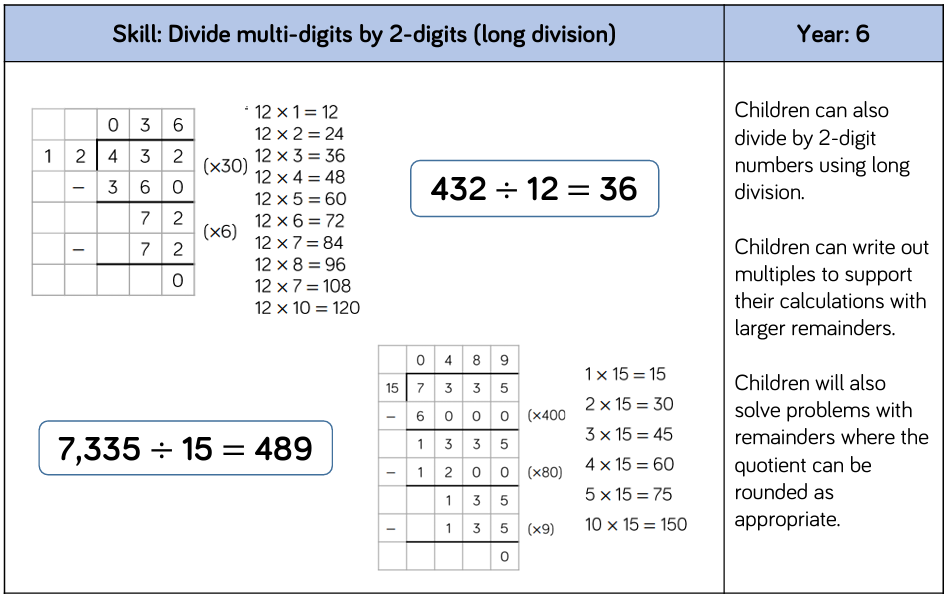 Skill: Divide multi-digits by 2-digits (long division)
Year: 6
0 3 6
1 2 4 3 2
(×30)
− 3 6 0
7 2
(×6)
− 7 2
0
12 × 1 = 12
12 × 2 = 24
12 × 3 = 36
12 × 4 = 48
12 × 5 = 60
12 × 6 = 72
12 × 7 = 84
12 × 8 = 96
12 × 7 = 108
12 × 10 = 120
432 ÷ 12 = 36
7,335 ÷ 15 = 489
0 4 8 9
15 7 3 3 5
− 6 0 0 0 (×400
1 3 3 5
− 1 2 0 0 (×80)
1 3 5
− 1 3 5 (×9)
0
1 × 15 = 15
2 × 15 = 30
3 × 15 = 45
4 × 15 = 60
5 × 15 = 75
10 × 15 = 150
Children can also
divide by 2-digit
numbers using long
division.
Children can write out
multiples to support
their calculations with
larger remainders.
Children will also
solve problems with
remainders where the
quotient can be
rounded as
appropriate.